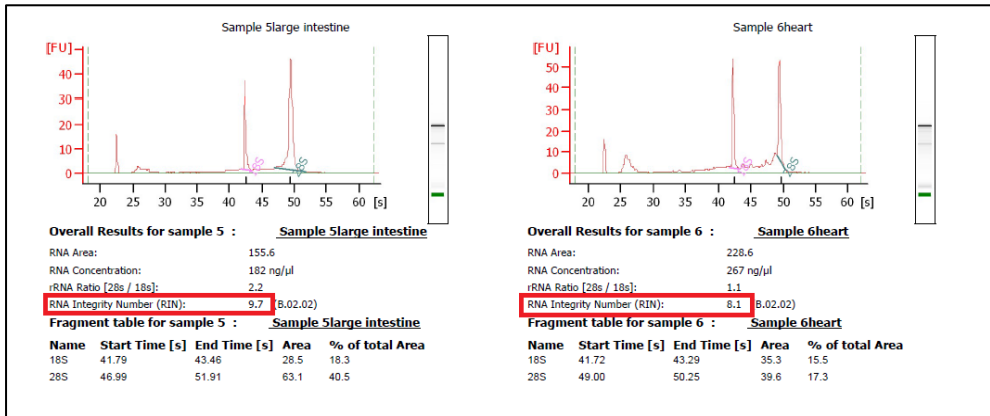 Sample 5large intestine
[FU]
40
30
20
10
0
18S
28S
20 25 30 35 40 45 50 55 60 [s]
Overall Results for sample 5 : Sample 5large intestine
RNA Area: 155.6
RNA Concentration: 182 ng/µl
rRNA Ratio [28s / 18s]: 2.2
RNA Integrity Number (RIN): 9.7 (B.02.02)
Fragment table for sample 5 : Sample 5large intestine
Name Start Time [s] End Time [s] Area % of total Area
18S 41.79 43.46 28.5 18.3
28S 46.99 51.91 63.1 40.5
Sample 6heart
[FU]
50
40
30
20
10
0
18S
28S
20 25 30 35 40 45 50 55 60 [s]
Overall Results for sample 6 : Sample 6heart
RNA Area: 228.6
RNA Concentration: 267 ng/µl
rRNA Ratio [28s / 18s]: 1.1
RNA Integrity Number (RIN): 8.1 B.02.02)
Fragment table for sample 6 : Sample 6heart
Name Start Time [s] End Time [s] Area % of total Area
18S 41.72 43.29 35.3 15.5
28S 49.00 50.25 39.6 17.3